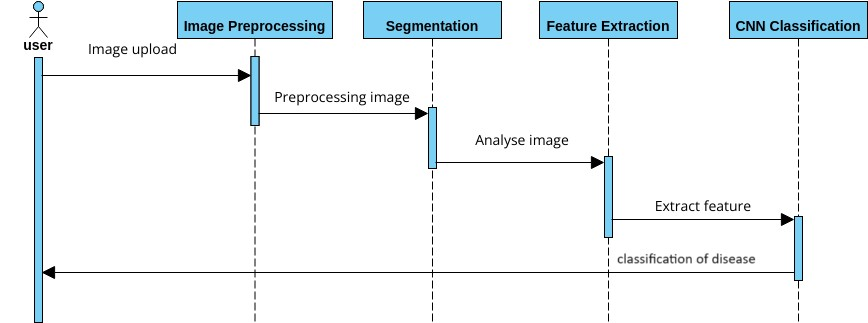 Image Preprocessing
Segmentation
Feature Extraction
CNN Classification
user
Image upload
Preprocessing image
Analyse image
Extract feature
classification of disease